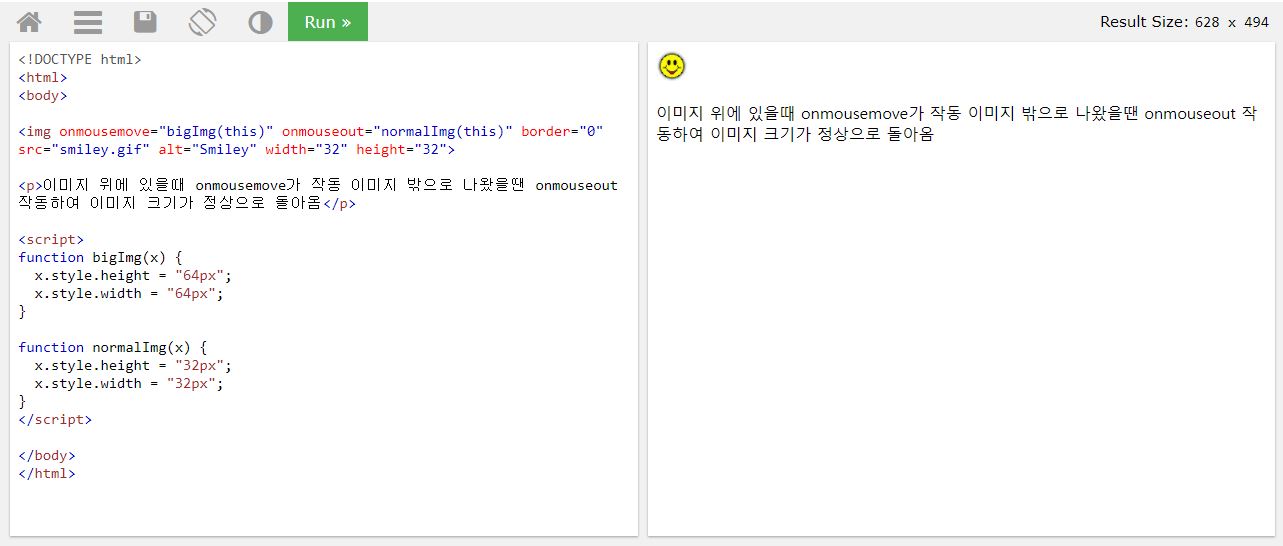 Run »
Result Size: 628 x 494
<!DOCTYPE html>
<html>
<body>
<img onmousemove="bigImg(this)" onmouseout="normalImg(this)" border="0"
src="smiley.gif" alt="Smiley" width="32" height="32">
<p>이미지 위에 있을때 onmousemove가 작동 이미지 밖으로 나왔을땐 onmouseout
작동하여 이미지 크기가 정상으로 돌아옴</p>
<script>
function bigImg(x) {
  x.style.height = "64px";
  x.style.width = "64px";
}
function normalImg(x) {
  x.style.height = "32px";
  x.style.width = "32px";
}
</script>
</body>
</html>
이미지 위에 있을때 onmousemove가 작동 이미지 밖으로 나왔을땐 onmouseout 작
동하여 이미지 크기가 정상으로 돌아옴